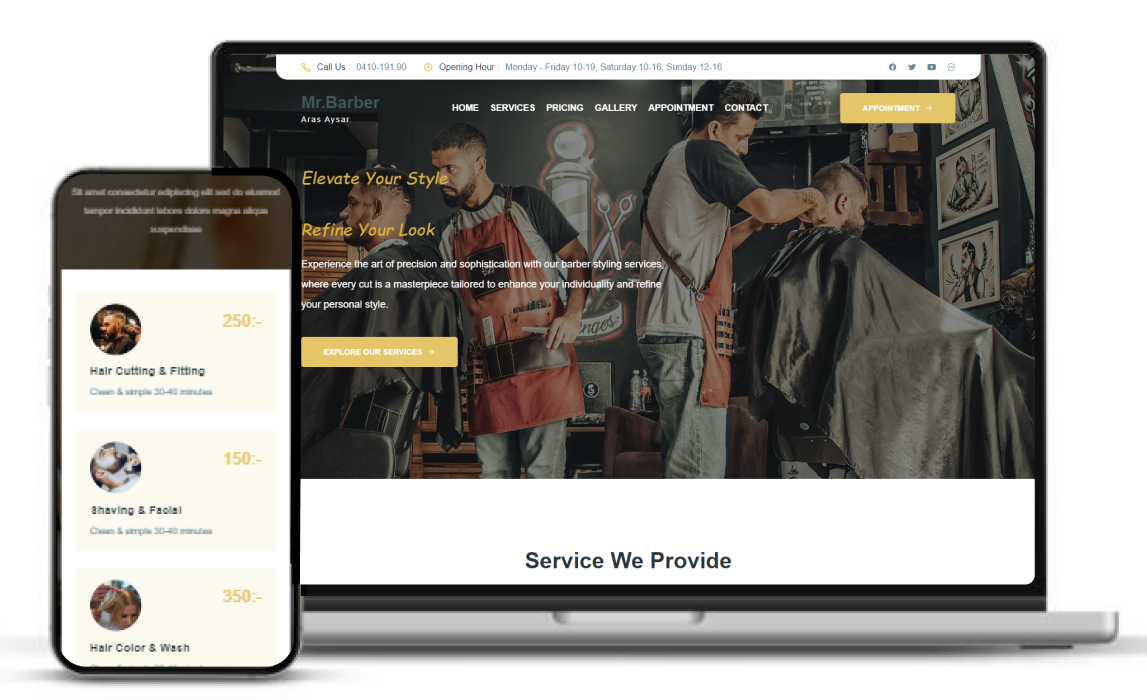 Call Us : 0410-191 90 Opening Hour : Monday - Friday:10-19, Saturday:10-16, Sunday:12-16
Mr.Barber
Aras Aysar
HOME SERVICES PRICING GALLERY APPOINTMENT CONTACT
APPOINTMENT →
Elevate Your Style
Refine Your Look
Experience the art of precision and sophistication with our barber styling services,
where every cut is a masterpiece tailored to enhance your individuality and refine
your personal style.
EXPLORE OUR SERVICES →
Service We Provide
Sit amet consectetur adipiscing elit sed do eiusmod
tempor incididunt labore dolore magna aliqua
suspendisse
250:-
Hair Cutting & Fitting
Clean & simple 30-40 minutes
150:-
Shaving & Facial
Clean & simple 30-40 minutes
350:-
Hair Color & Wash